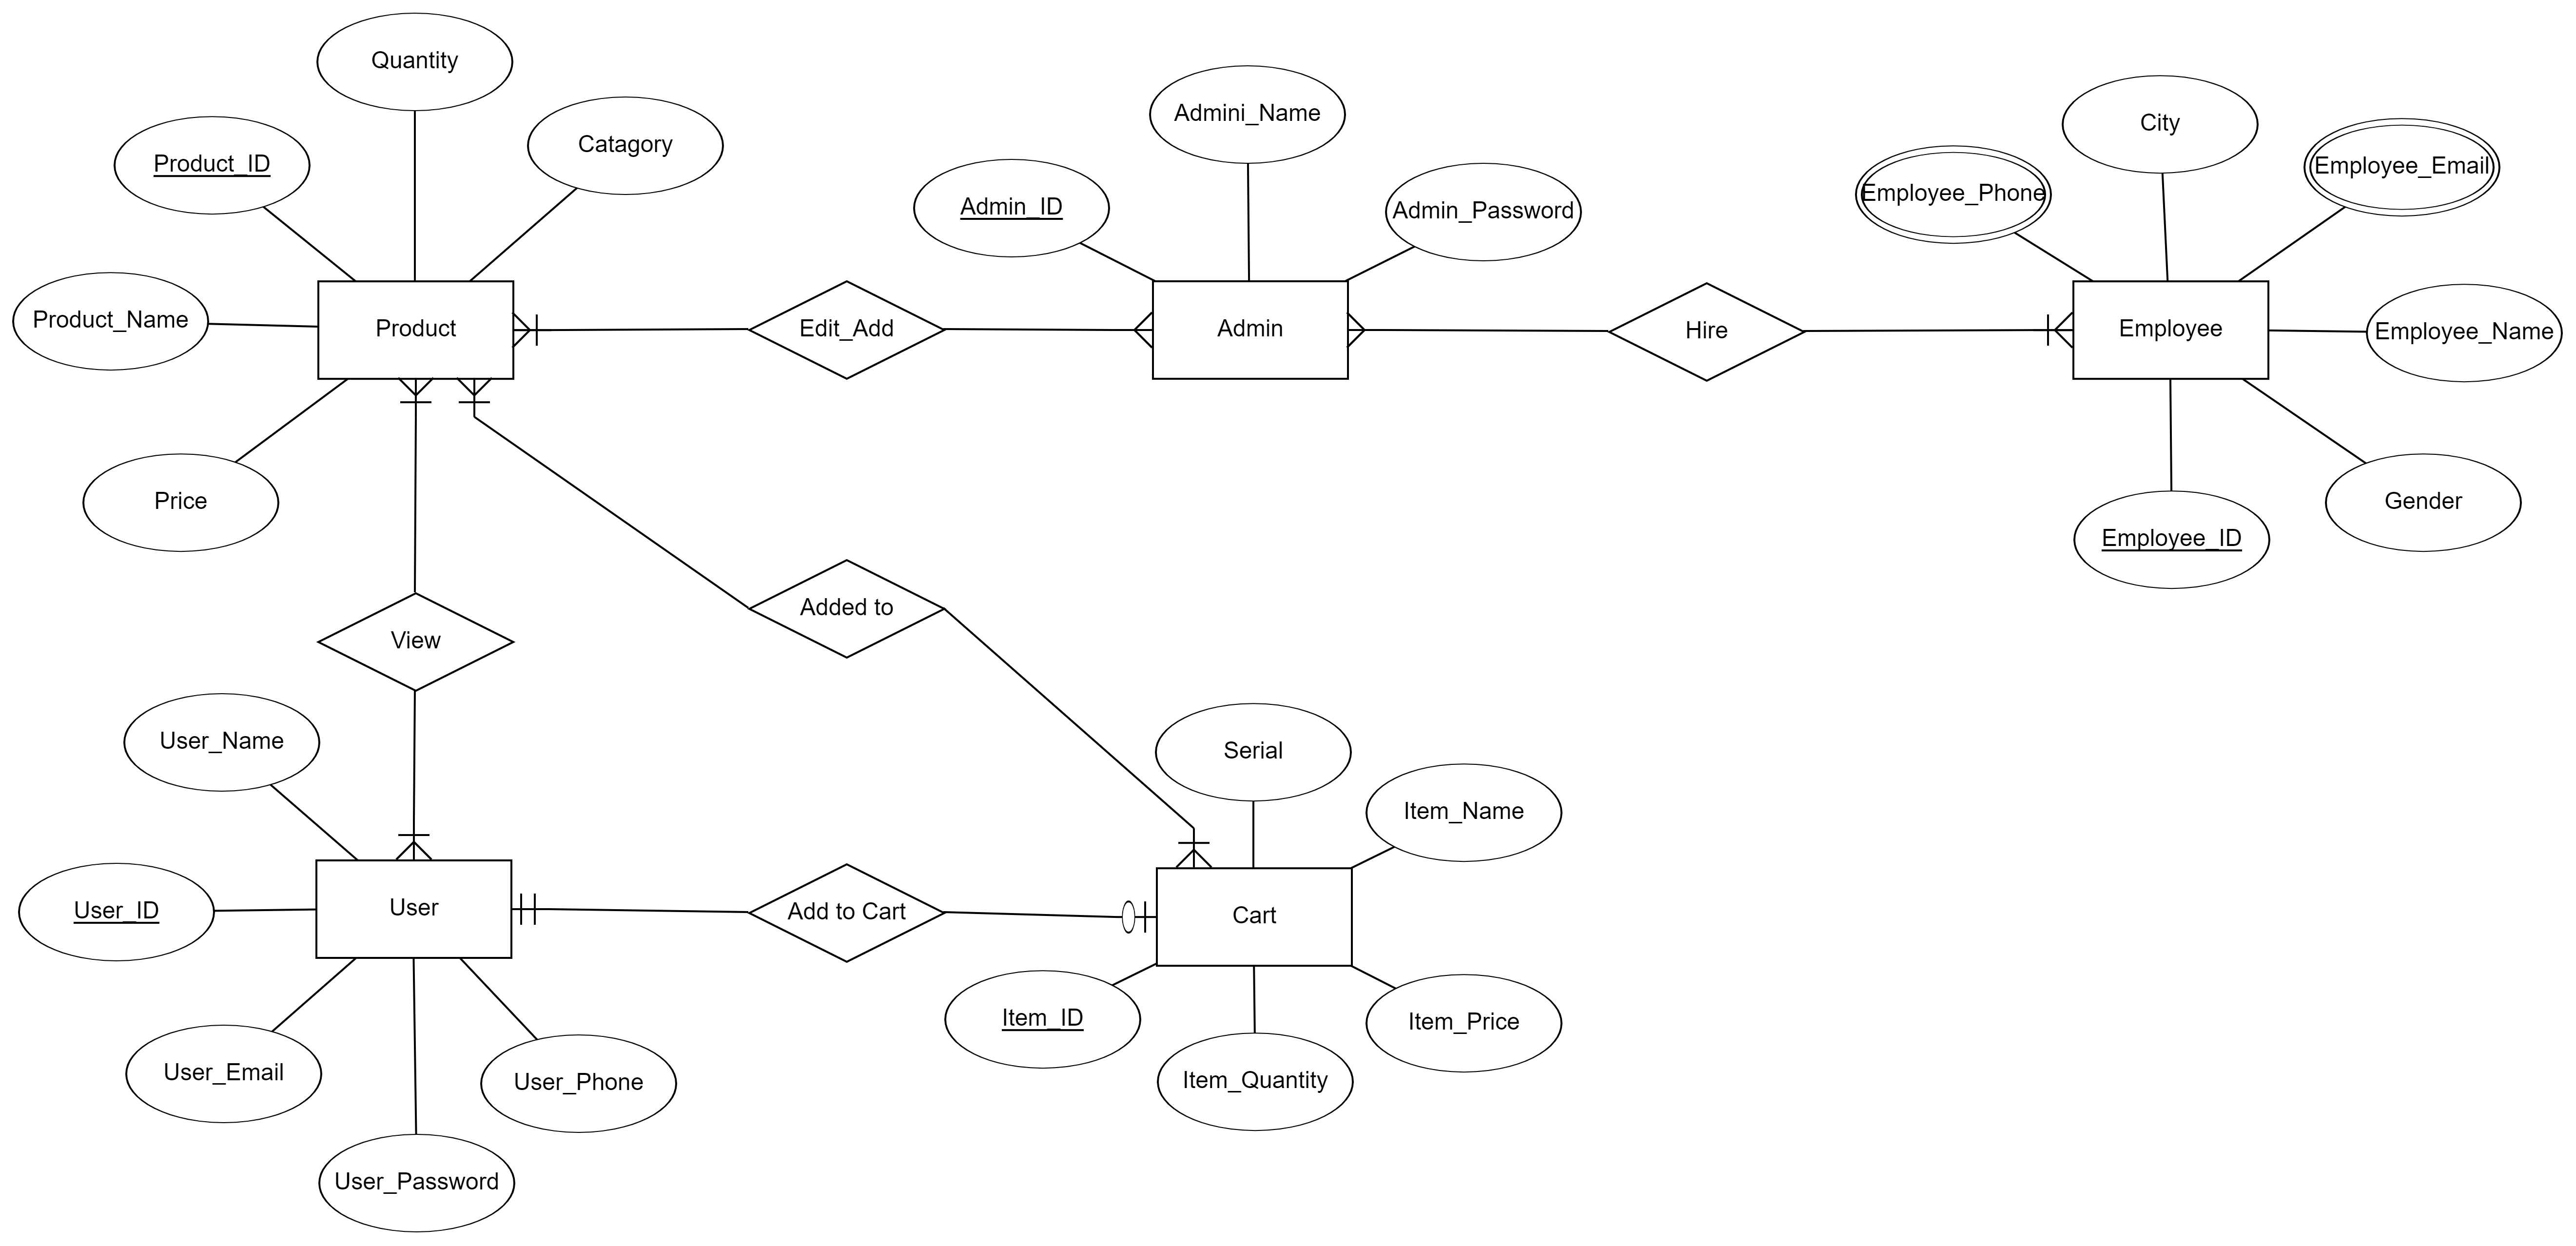 Quantity
Catagory
Product_ID
Product_Name
Product
Price
Edit_Add
Admini_Name
Admin_ID
Admin_Password
Admin
Hire
City
Employee_Phone
Employee_Email
Employee
Employee_Name
Gender
Employee_ID
View
Added to
User_Name
User_ID
User
User_Email
User_Phone
User_Password
Add to Cart
Serial
Item_Name
Cart
Item_ID
Item_Price
Item_Quantity